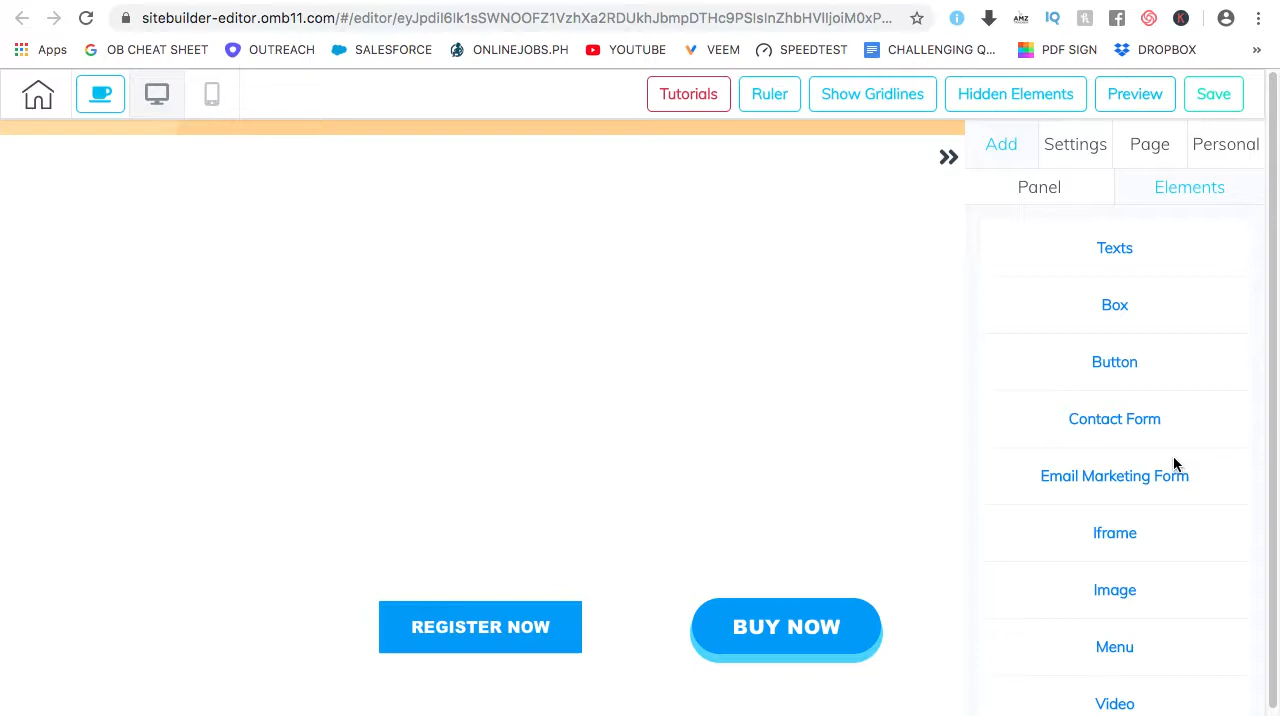 sitebuilder-editor.omb11.com/#/editor/eyJpdiI6Ik1sSWNOOFZ1VzhXa2RDUkhJbmpDTHc9PSIsInZhbHVlIjoiM0xP...
Apps OB CHEAT SHEET OUTREACH SALESFORCE ONLINEJOBS.PH YOUTUBE VEEM SPEEDTEST CHALLENGING Q... PDF SIGN DROPBOX »
Tutorials Ruler Show Gridlines Hidden Elements Preview Save
Add Settings Page Personal
Panel Elements
Texts
Box
Button
Contact Form
Email Marketing Form
Iframe
Image
Menu
Video
REGISTER NOW BUY NOW